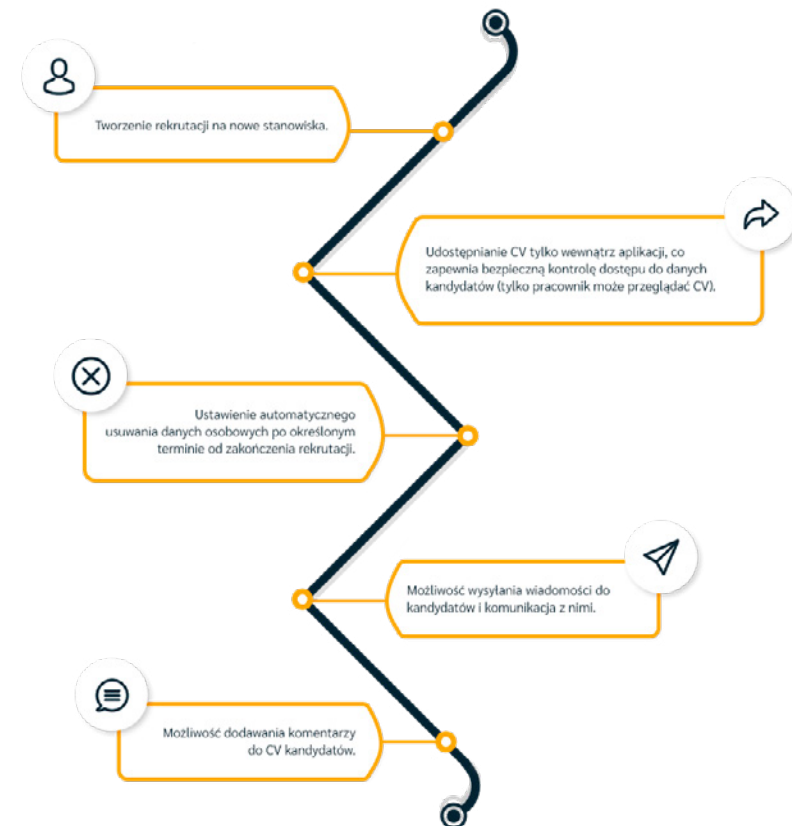 Tworzenie rekrutacji na nowe stanowiska.
Udostępnianie CV tylko wewnątrz aplikacji, co
zapewnia bezpieczną kontrolę dostępu do danych
kandydatów (tylko pracownik może przeglądać CV).
Ustawienie automatycznego
usuwania danych osobowych po określonym
terminie od zakończenia rekrutacji.
Możliwość wysyłania wiadomości do
kandydatów i komunikacja z nimi.
Możliwość dodawania komentarzy
do CV kandydatów.